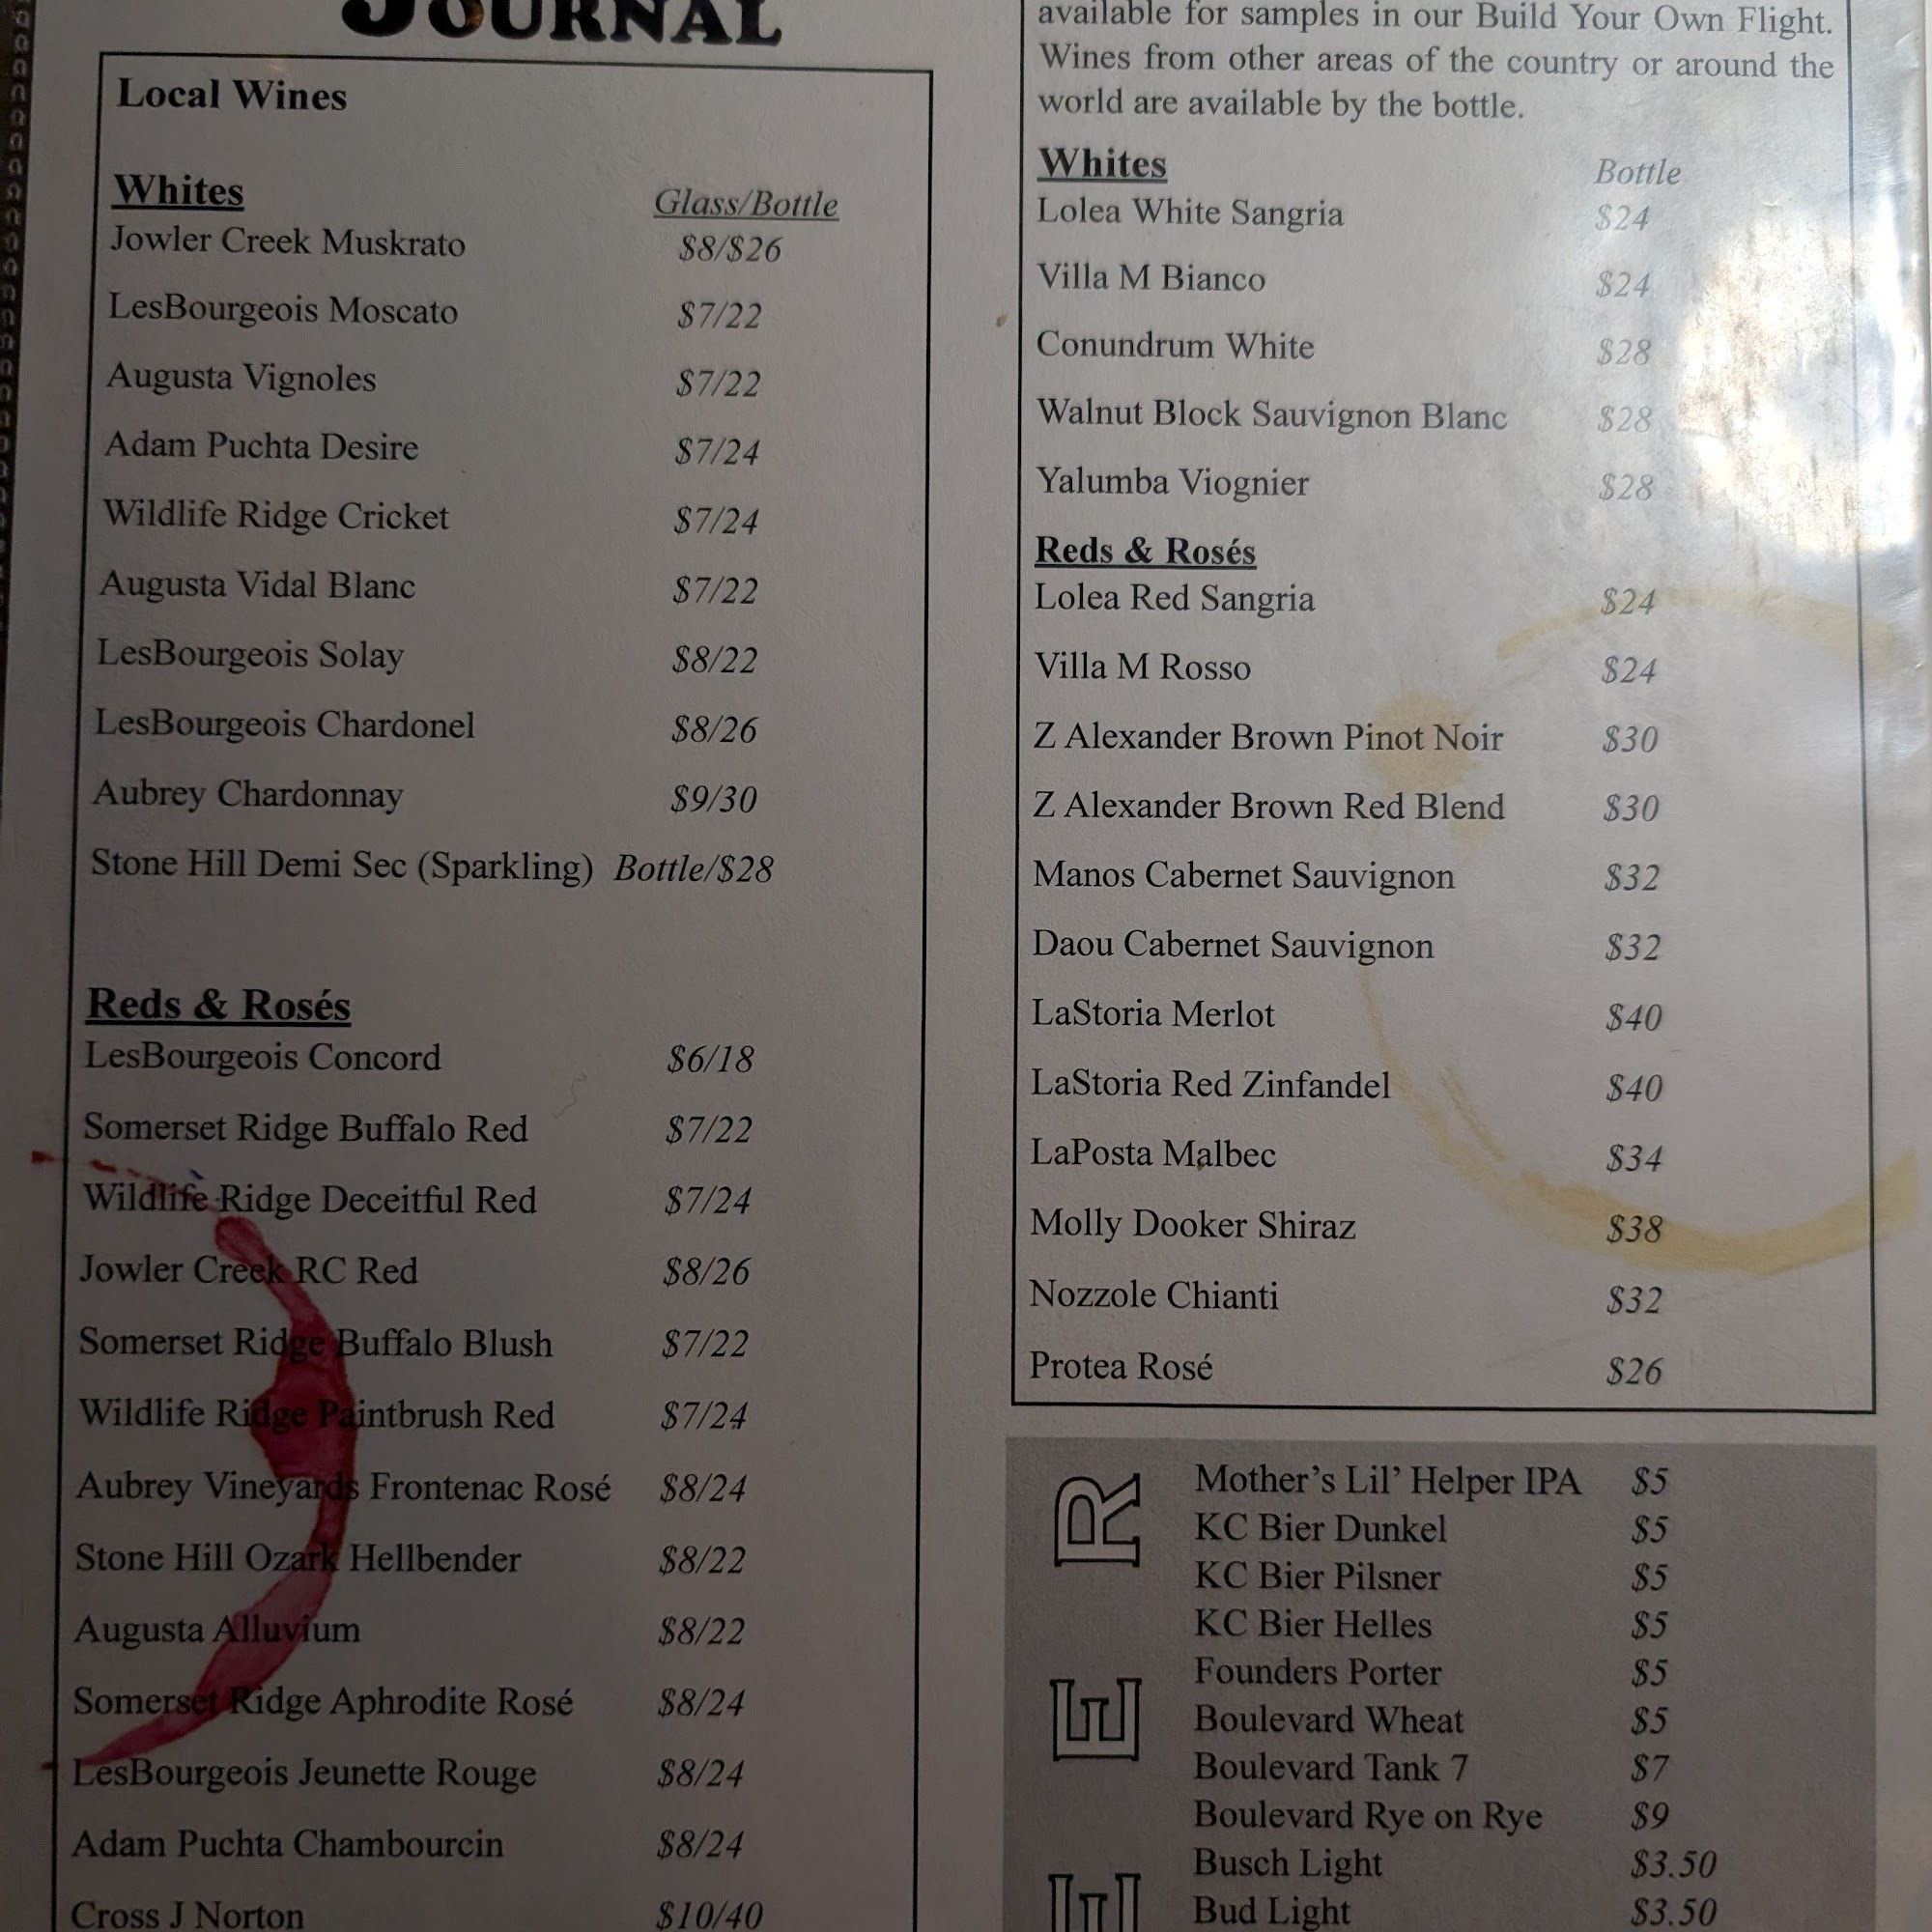 JOURNAL
Local Wines
Whites Glass/Bottle
Jowler Creek Muskrato $8/$26
LesBourgeois Moscato $7/22
Augusta Vignoles $7/22
Adam Puchta Desire $7/24
Wildlife Ridge Cricket $7/24
Augusta Vidal Blanc $7/22
LesBourgeois Solay $8/22
LesBourgeois Chardonel $8/26
Aubrey Chardonnay $9/30
Stone Hill Demi Sec (Sparkling) Bottle/$28
Reds & Rosés
LesBourgeois Concord $6/18
Somerset Ridge Buffalo Red $7/22
Wildlife Ridge Deceitful Red $7/24
Jowler Creek RC Red $8/26
Somerset Ridge Buffalo Blush $7/22
Wildlife Ridge Paintbrush Red $7/24
Aubrey Vineyards Frontenac Rosé $8/24
Stone Hill Ozark Hellbender $8/22
Augusta Alluvium $8/22
Somerset Ridge Aphrodite Rosé $8/24
LesBourgeois Jeunette Rouge $8/24
Adam Puchta Chambourcin $8/24
Cross J Norton $10/40
available for samples in our Build Your Own Flight.
Wines from other areas of the country or around the
world are available by the bottle.
Whites Bottle
Lolea White Sangria $24
Villa M Bianco $24
Conundrum White $28
Walnut Block Sauvignon Blanc $28
Yalumba Viognier $28
Reds & Rosés
Lolea Red Sangria $24
Villa M Rosso $24
Z Alexander Brown Pinot Noir $30
Z Alexander Brown Red Blend $30
Manos Cabernet Sauvignon $32
Daou Cabernet Sauvignon $32
LaStoria Merlot $40
LaStoria Red Zinfandel $40
LaPosta Malbec $34
Molly Dooker Shiraz $38
Nozzole Chianti $32
Protea Rosé $26
EER
Mother's Lil' Helper IPA $5
KC Bier Dunkel $5
KC Bier Pilsner $5
KC Bier Helles $5
Founders Porter $5
Boulevard Wheat $5
Boulevard Tank 7 $7
Boulevard Rye on Rye $9
Busch Light $3.50
Bud Light $3.50